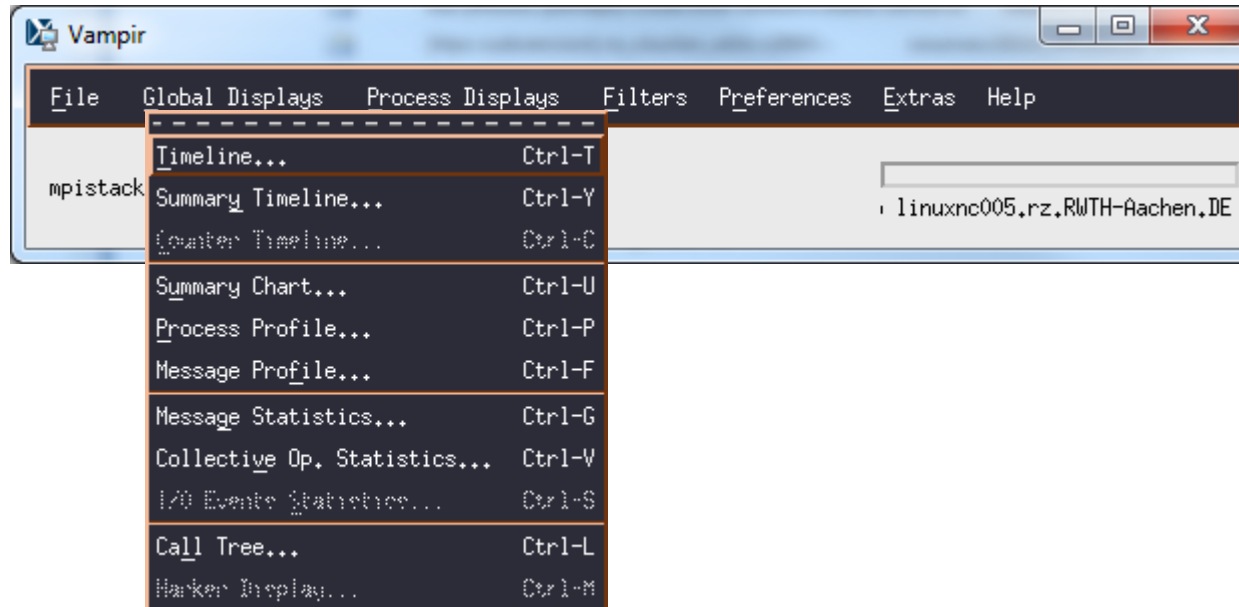 Vampir
File Global Displays Process Displays Filters Preferences Extras Help
Timeline... Ctrl-T
mpistack
Summary Timeline... Ctrl-Y
linuxnc005.rz.RWTH-Aachen.DE
Counter Timeline... Ctrl-C
Summary Chart... Ctrl-U
Process Profile... Ctrl-P
Message Profile... Ctrl-F
Message Statistics... Ctrl-G
Collective Op. Statistics... Ctrl-V
I/O Events Statistics... Ctrl-S
Call Tree... Ctrl-L
Marker Display... Ctrl-M